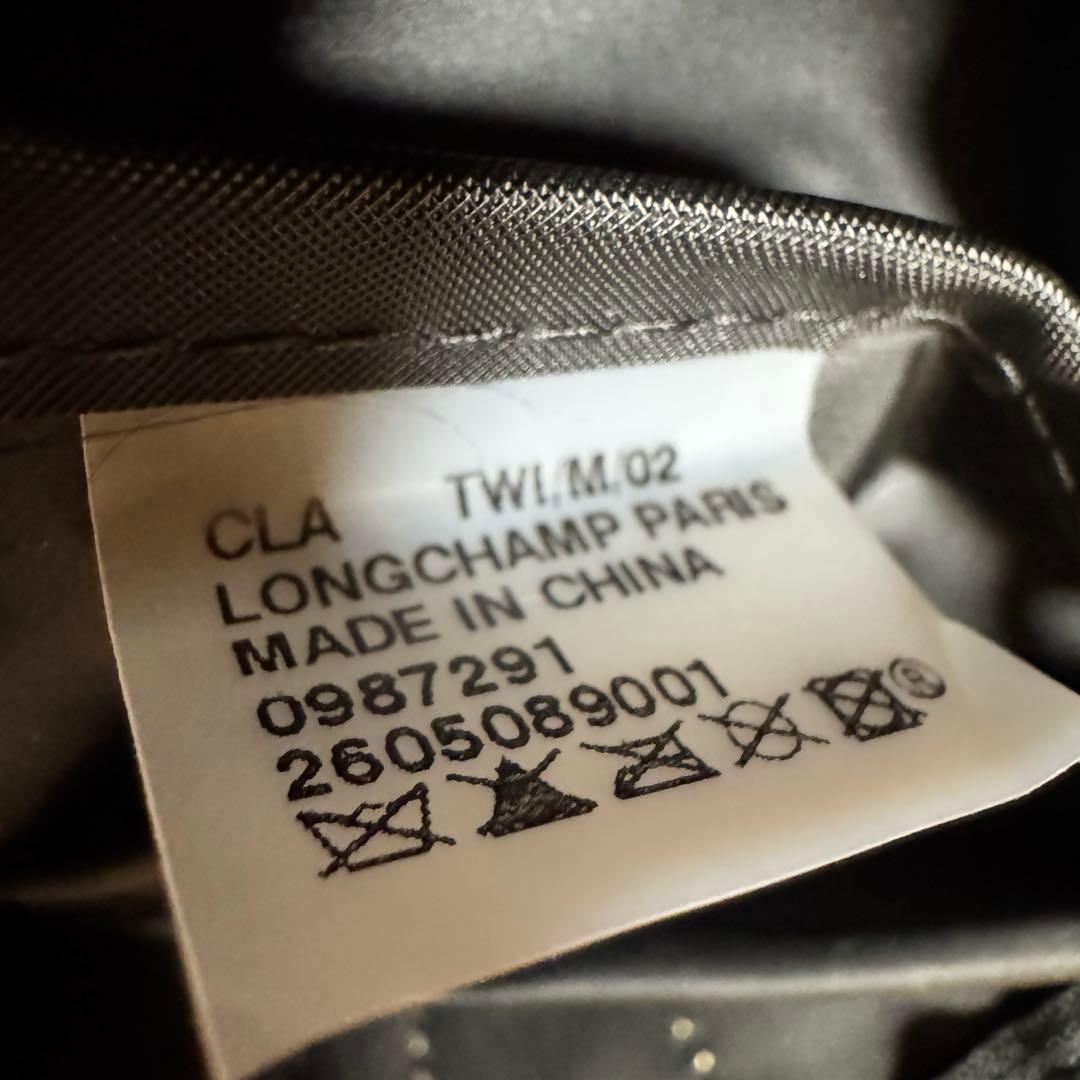 CLA TWI.M.02
LONGCHAMP PARIS
MADE IN CHINA
0987291
2605089001